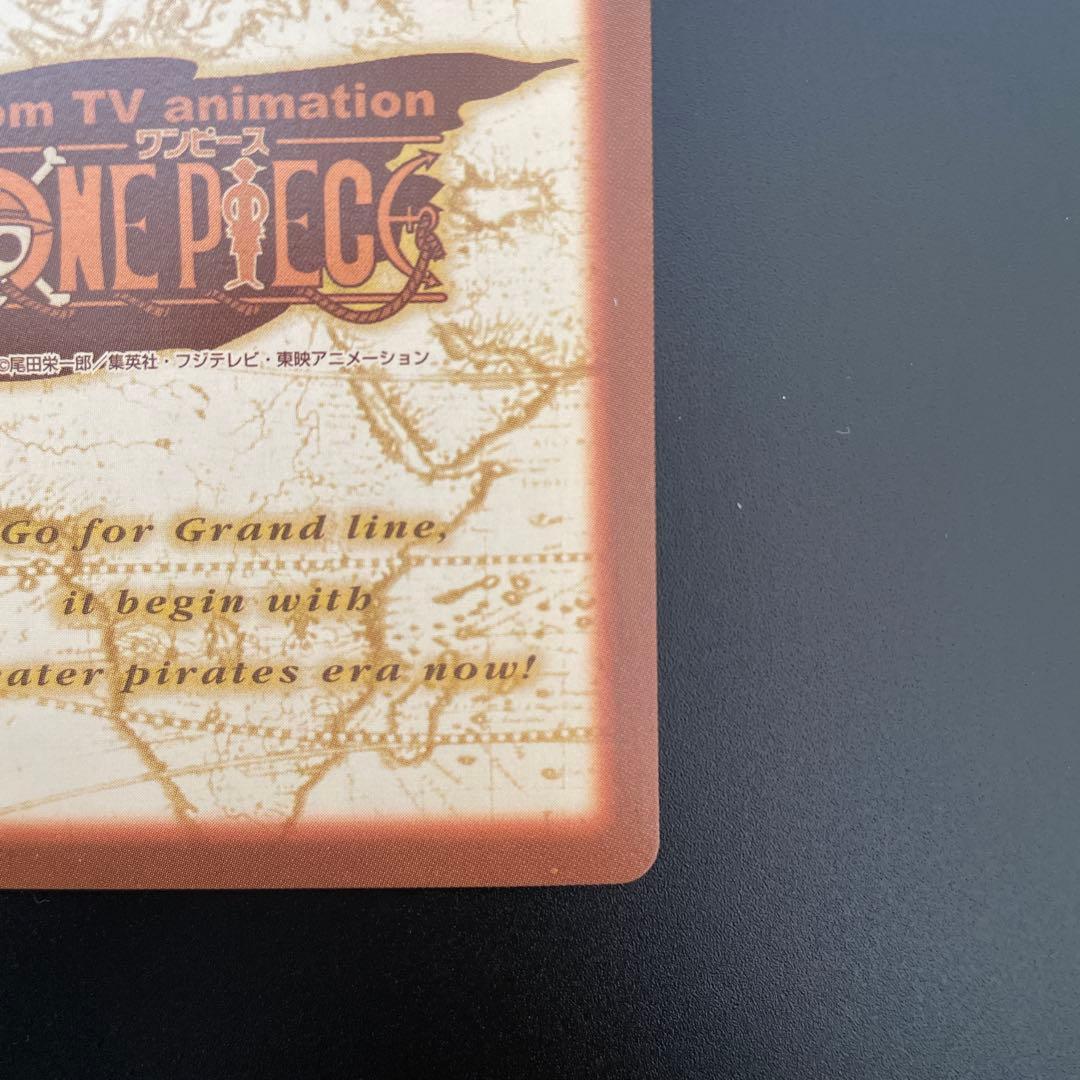 om TV animation
ワンピース
ONE PIECE
©尾田栄一郎／集英社・フジテレビ・東映アニメーション
Go for Grand line,
it begin with
eater pirates era now!